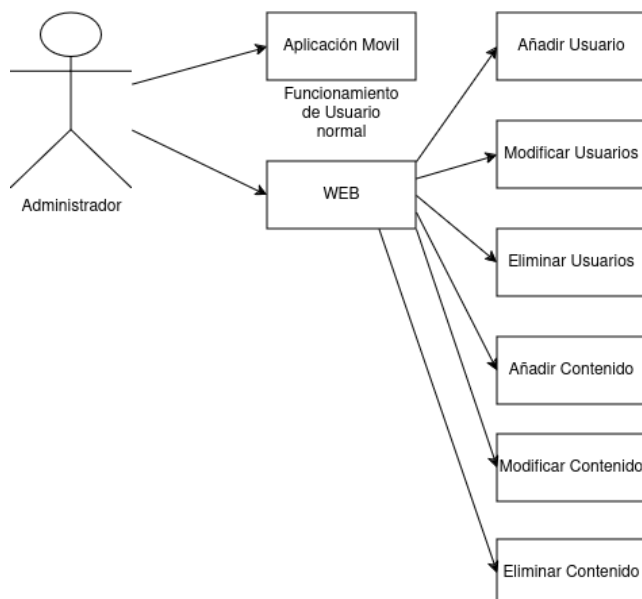 Aplicación Movil
Funcionamiento
de Usuario
normal
Administrador
WEB
Añadir Usuario
Modificar Usuarios
Eliminar Usuarios
Añadir Contenido
Modificar Contenido
Eliminar Contenido